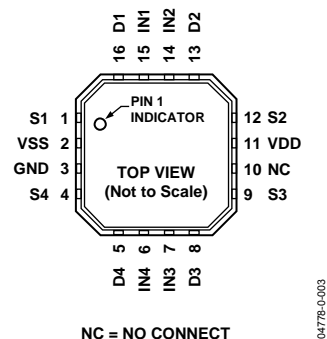 D1 IN1 IN2 D2
16 15 14 13
PIN 1
INDICATOR
S1 1
VSS 2
GND 3
S4 4
12 S2
11 VDD
10 NC
9 S3
TOP VIEW
(Not to Scale)
5 6 7 8
D4 IN4 IN3 D3
NC = NO CONNECT
04778-0-003